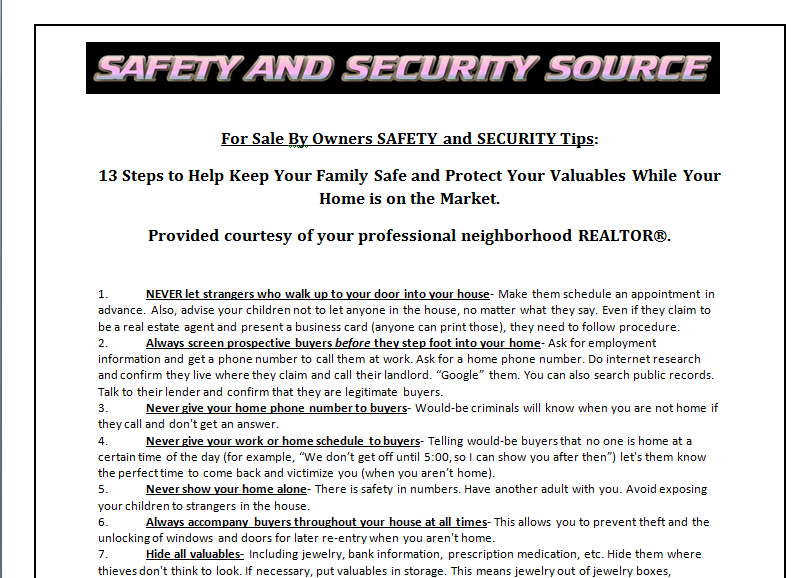 SAFETY AND SECURITY SOURCE
For Sale By Owners SAFETY and SECURITY Tips:
13 Steps to Help Keep Your Family Safe and Protect Your Valuables While Your
Home is on the Market.
Provided courtesy of your professional neighborhood REALTOR®.
1. NEVER let strangers who walk up to your door into your house- Make them schedule an appointment in
advance. Also, advise your children not to let anyone in the house, no matter what they say. Even if they claim to
be a real estate agent and present a business card (anyone can print those), they need to follow procedure.
2. Always screen prospective buyers before they step foot into your home- Ask for employment
information and get a phone number to call them at work. Ask for a home phone number. Do internet research
and confirm they live where they claim and call their landlord. “Google” them. You can also search public records.
Talk to their lender and confirm that they are legitimate buyers.
3. Never give your home phone number to buyers- Would-be criminals will know when you are not home if
they call and don't get an answer.
4. Never give your work or home schedule to buyers- Telling would-be buyers that no one is home at a
certain time of the day (for example, “We don’t get off until 5:00, so I can show you after then”) let's them know
the perfect time to come back and victimize you (when you aren’t home).
5. Never show your home alone- There is safety in numbers. Have another adult with you. Avoid exposing
your children to strangers in the house.
6. Always accompany buyers throughout your house at all times- This allows you to prevent theft and the
unlocking of windows and doors for later re-entry when you aren't home.
7. Hide all valuables- Including jewelry, bank information, prescription medication, etc. Hide them where
thieves don't think to look. If necessary, put valuables in storage. This means jewelry out of jewelry boxes,